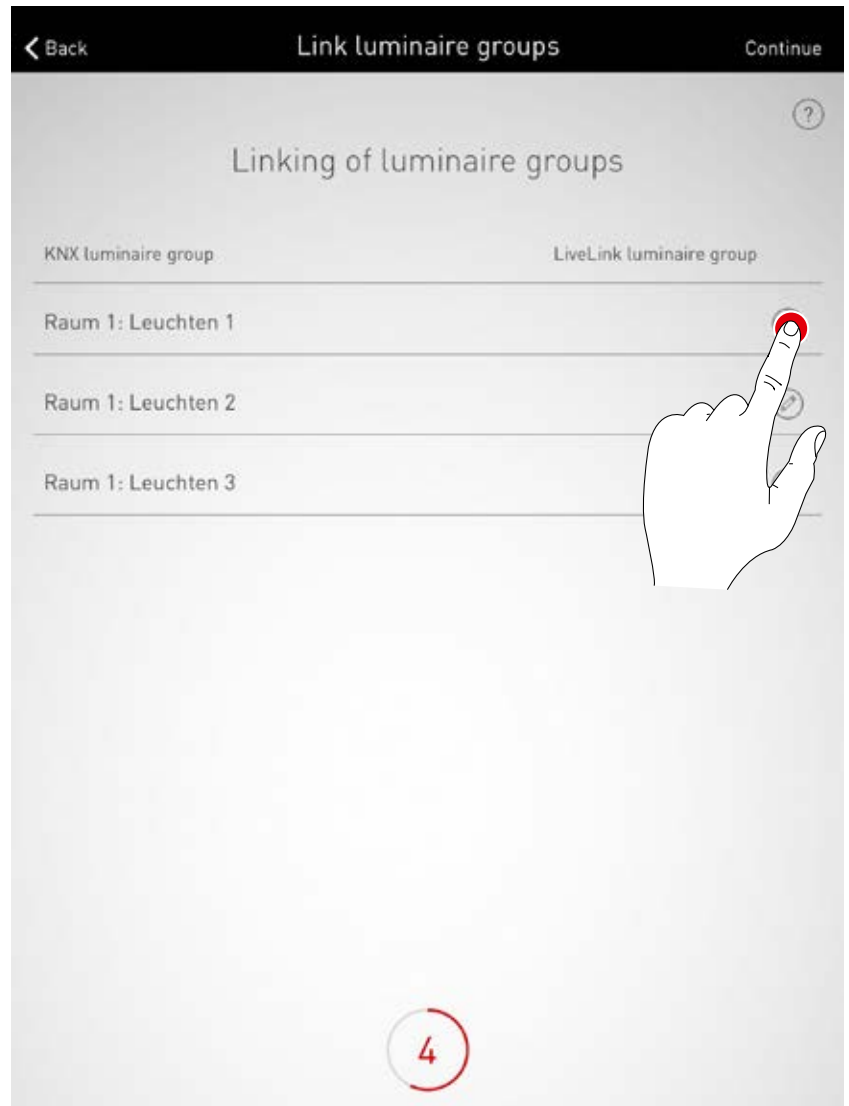 Back Link luminaire groups Continue
?
Linking of luminaire groups
KNX luminaire group LiveLink luminaire group
Raum 1: Leuchten 1
Raum 1: Leuchten 2
Raum 1: Leuchten 3
4